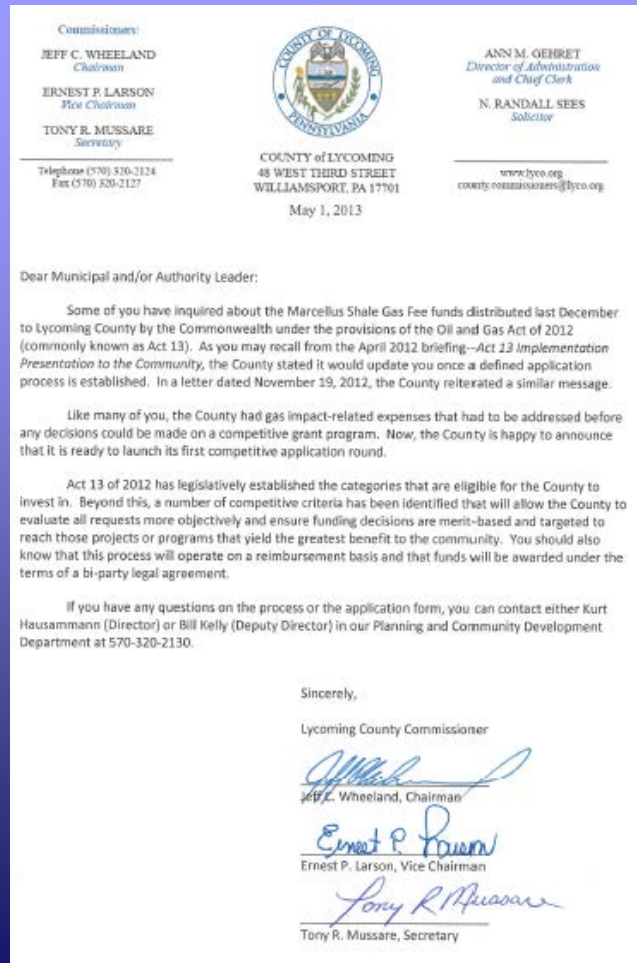 Commissioners:
JEFF C. WHEELAND
Chairman
ERNEST P. LARSON
Vice Chairman
TONY R. MUSSARE
Secretary
Telephone (570) 320-2124
Fax (570) 320-2127
COUNTY OF LYCOMING
PENNSYLVANIA
COUNTY of LYCOMING
48 WEST THIRD STREET
WILLIAMSPORT, PA 17701
May 1, 2013
ANN M. GEHRET
Director of Administration
and Chief Clerk
N. RANDALL SEES
Solicitor
www.lyco.org
county.commissioners@lyco.org
Dear Municipal and/or Authority Leader:
Some of you have inquired about the Marcellus Shale Gas Fee funds distributed last December
to Lycoming County by the Commonwealth under the provisions of the Oil and Gas Act of 2012
(commonly known as Act 13). As you may recall from the April 2012 briefing--Act 13 Implementation
Presentation to the Community, the County stated it would update you once a defined application
process is established. In a letter dated November 19, 2012, the County reiterated a similar message.
Like many of you, the County had gas impact-related expenses that had to be addressed before
any decisions could be made on a competitive grant program. Now, the County is happy to announce
that it is ready to launch its first competitive application round.
Act 13 of 2012 has legislatively established the categories that are eligible for the County to
invest in. Beyond this, a number of competitive criteria has been identified that will allow the County to
evaluate all requests more objectively and ensure funding decisions are merit-based and targeted to
reach those projects or programs that yield the greatest benefit to the community. You should also
know that this process will operate on a reimbursement basis and that funds will be awarded under the
terms of a bi-party legal agreement.
If you have any questions on the process or the application form, you can contact either Kurt
Hausammann (Director) or Bill Kelly (Deputy Director) in our Planning and Community Development
Department at 570-320-2130.
Sincerely,
Lycoming County Commissioner
Jeff C. Wheeland, Chairman
Ernest P. Larson
Ernest P. Larson, Vice Chairman
Tony R Mussare
Tony R. Mussare, Secretary